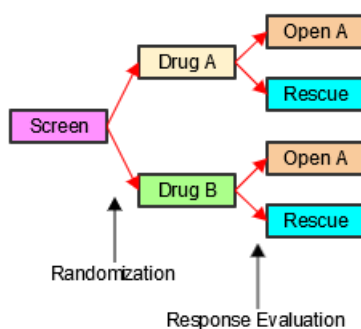 Open A
Drug A
Rescue
Screen
Open A
Drug B
Rescue
Randomization
Response Evaluation